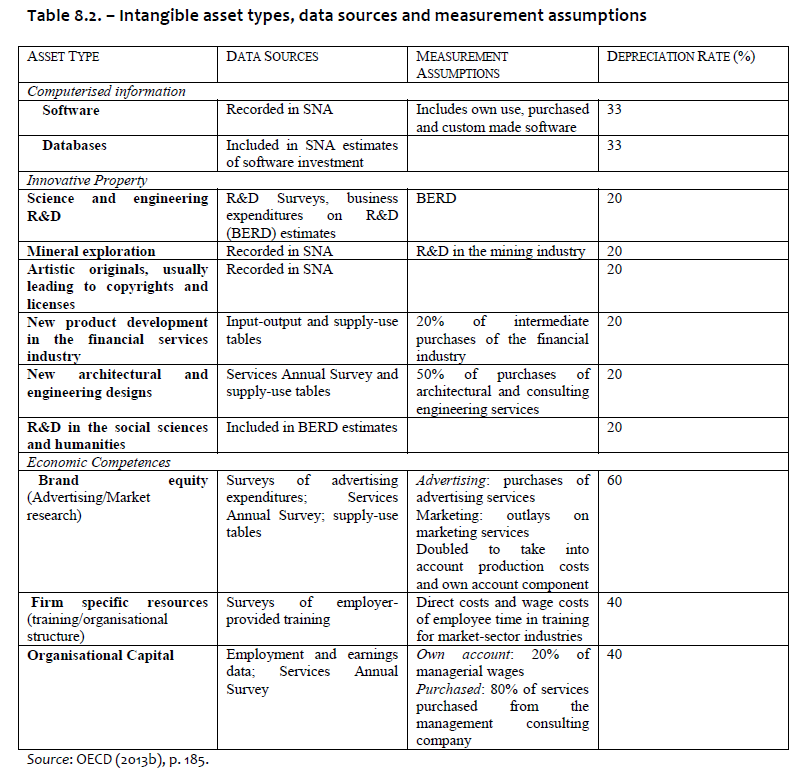 Table 8.2. – Intangible asset types, data sources and measurement assumptions
ASSET TYPE DATA SOURCES MEASUREMENT ASSUMPTIONS DEPRECIATION RATE (%)
Computerised information
Software Recorded in SNA Includes own use, purchased and custom made software 33
Databases Included in SNA estimates of software investment 33
Innovative Property
Science and engineering R&D R&D Surveys, business expenditures on R&D (BERD) estimates BERD 20
Mineral exploration Recorded in SNA R&D in the mining industry 20
Artistic originals, usually leading to copyrights and licenses Recorded in SNA 20
New product development in the financial services industry Input-output and supply-use tables 20% of intermediate purchases of the financial industry 20
New architectural and engineering designs Services Annual Survey and supply-use tables 50% of purchases of architectural and consulting engineering services 20
R&D in the social sciences and humanities Included in BERD estimates 20
Economic Competences
Brand equity (Advertising/Market research) Surveys of advertising expenditures; Services Annual Survey; supply-use tables Advertising: purchases of advertising services Marketing: outlays on marketing services Doubled to take into account production costs and own account component 60
Firm specific resources (training/organisational structure) Surveys of employer-provided training Direct costs and wage costs of employee time in training for market-sector industries 40
Organisational Capital Employment and earnings data; Services Annual Survey Own account: 20% of managerial wages Purchased: 80% of services purchased from the management consulting company 40
Source: OECD (2013b), p. 185.